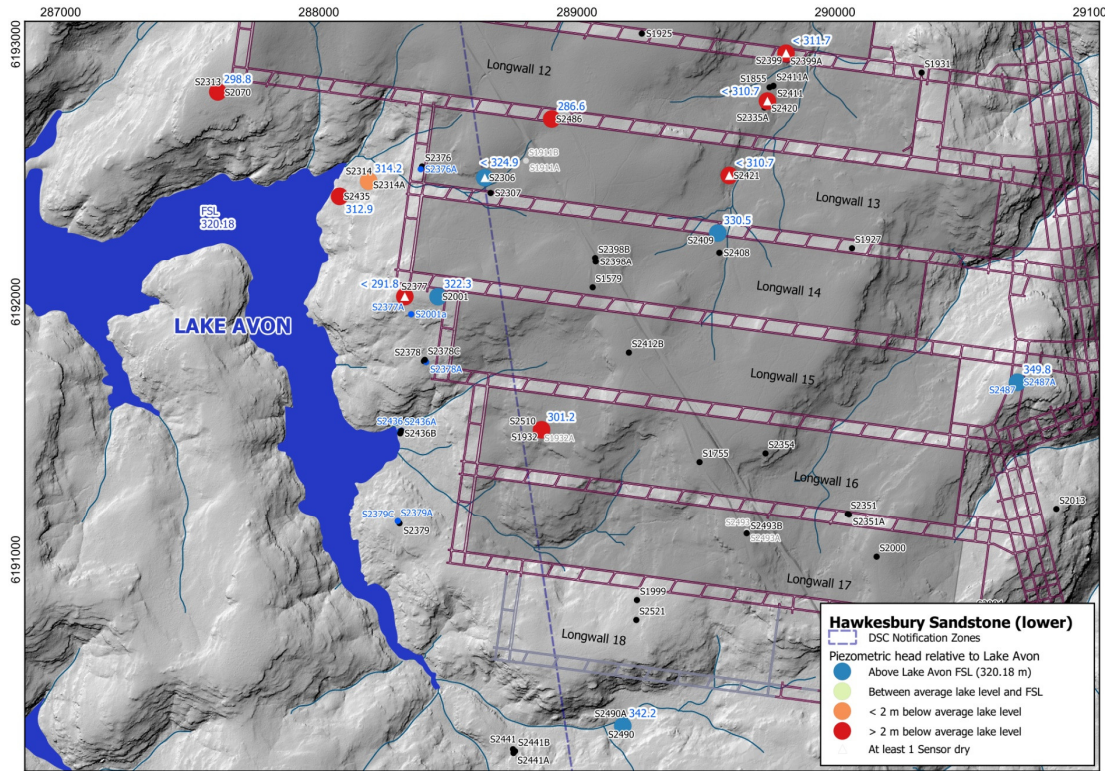 287000
288000
289000
290000
29100
6193000
6192000
6191000
S1925
< 311.7
S2399
S2399A
S1931
Longwall 12
298.8
S2313
S2070
S1855
S2411A
< 310.7
S2411
S2420
S2335A
286.6
S2486
S2376
S2376A
S1911B
S1911A
< 324.9
S2306
S2307
< 310.7
S2421
Longwall 13
S2314
314.2
S2314A
S2435
312.9
FSL
320.18
330.5
S2409
S2408
S1927
S2398B
S2398A
S1579
Longwall 14
< 291.8
S2377
322.3
S2001
S2377A
S2001a
LAKE AVON
S2378
S2378C
S2378A
S2412B
Longwall 15
349.8
S2487
S2487A
S2510
301.2
S1932
S1932A
S2436
S2436A
S2436B
S2354
S1755
Longwall 16
S2351
S2351A
S2013
S2379C
S2379A
S2379
S2493
S2493B
S2493A
S2000
Longwall 17
S1999
S2521
Longwall 18
S2490A
342.2
S2490
S2441
S2441B
S2441A
Hawkesbury Sandstone (lower)
DSC Notification Zones
Piezometric head relative to Lake Avon
Above Lake Avon FSL (320.18 m)
Between average lake level and FSL
< 2 m below average lake level
> 2 m below average lake level
At least 1 Sensor dry